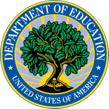 DEPARTMENT OF EDUCATION
UNITED STATES OF AMERICA